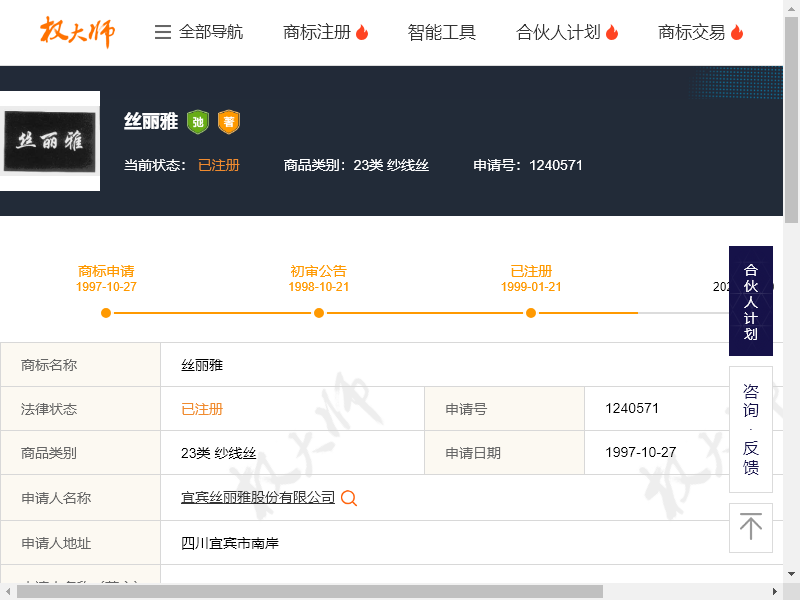 权大师
全部导航
商标注册
智能工具
合伙人计划
商标交易
丝丽雅
丝丽雅
驰
著
当前状态： 已注册
商品类别：23类 纱线丝
申请号：1240571
商标申请
1997-10-27
初审公告
1998-10-21
已注册
1999-01-21
合伙人计划
咨询·反馈
商标名称
丝丽雅
法律状态
已注册
申请号
1240571
商品类别
23类 纱线丝
申请日期
1997-10-27
申请人名称
宜宾丝丽雅股份有限公司
申请人地址
四川宜宾市南岸
权大师